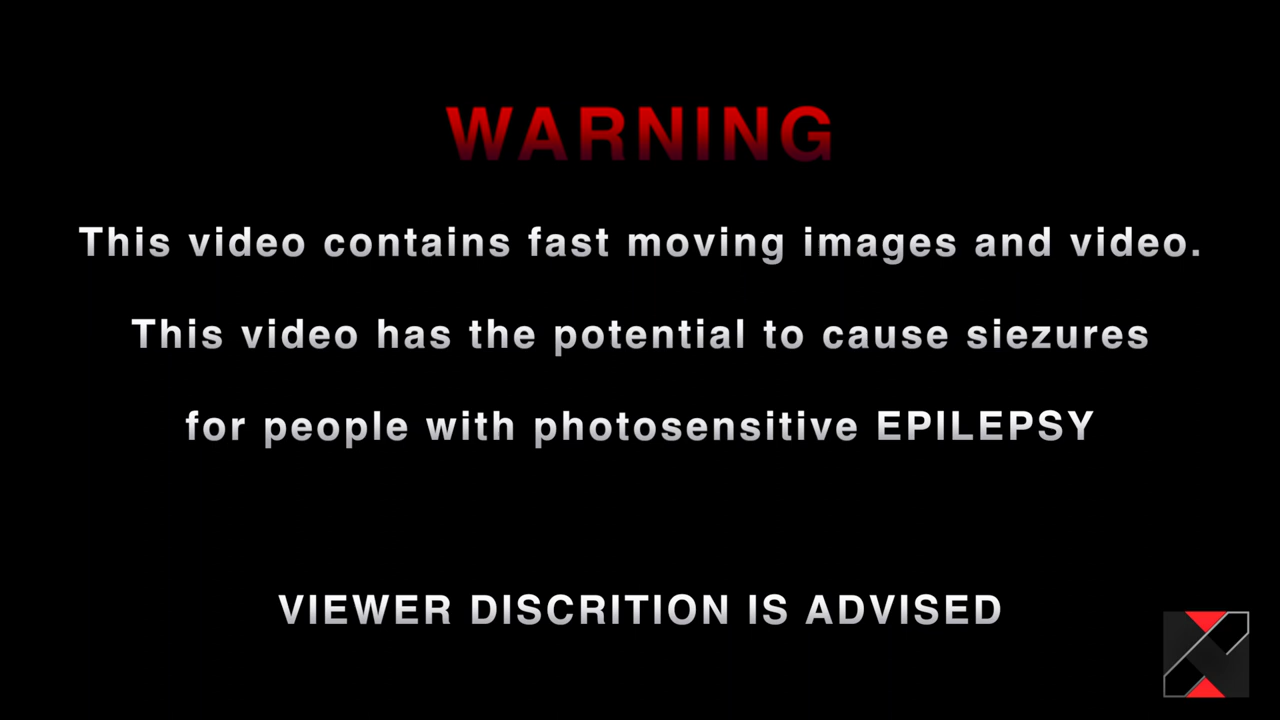 WARNING
This video contains fast moving images and video.
This video has the potential to cause siezures
for people with photosensitive EPILEPSY
VIEWER DISCRITION IS ADVISED